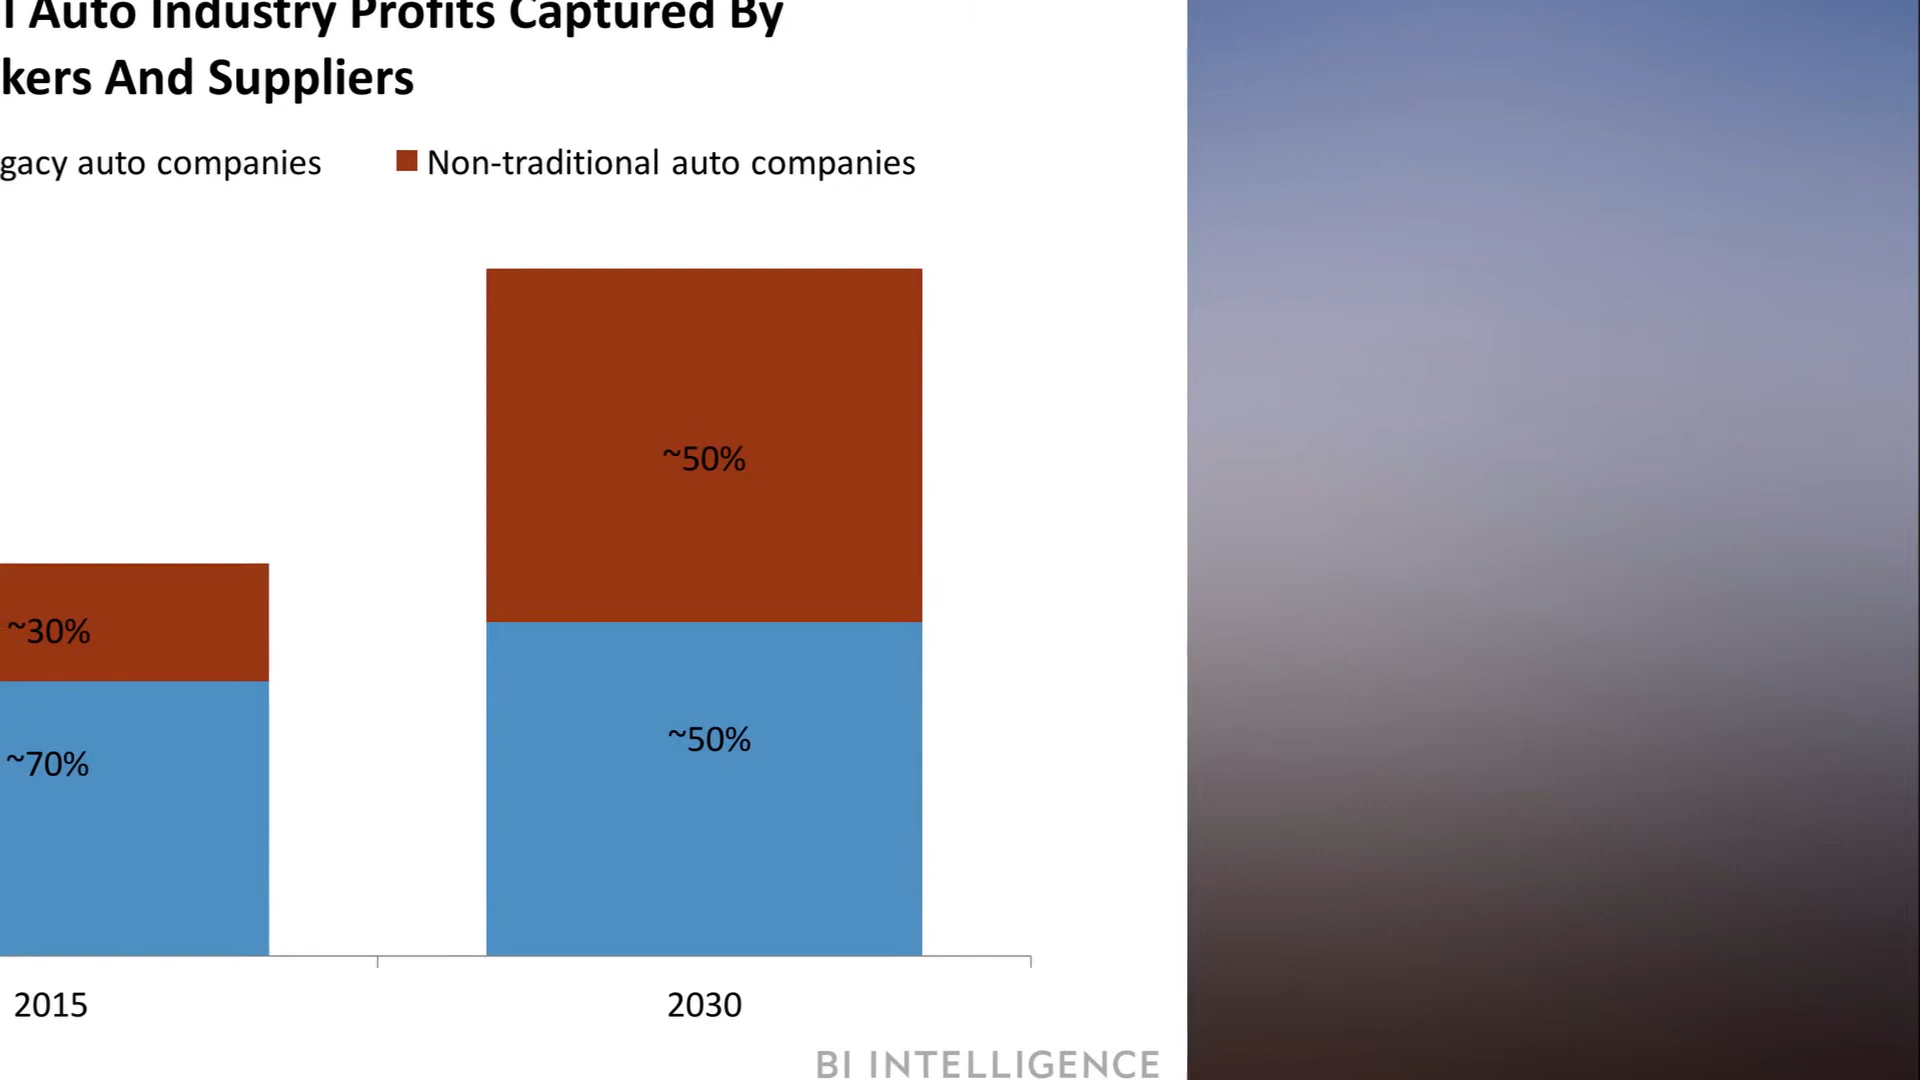 Auto Industry Profits Captured By
kers And Suppliers
gacy auto companies
Non-traditional auto companies
~50%
~30%
~50%
~70%
2015
2030
BI INTELLIGENCE